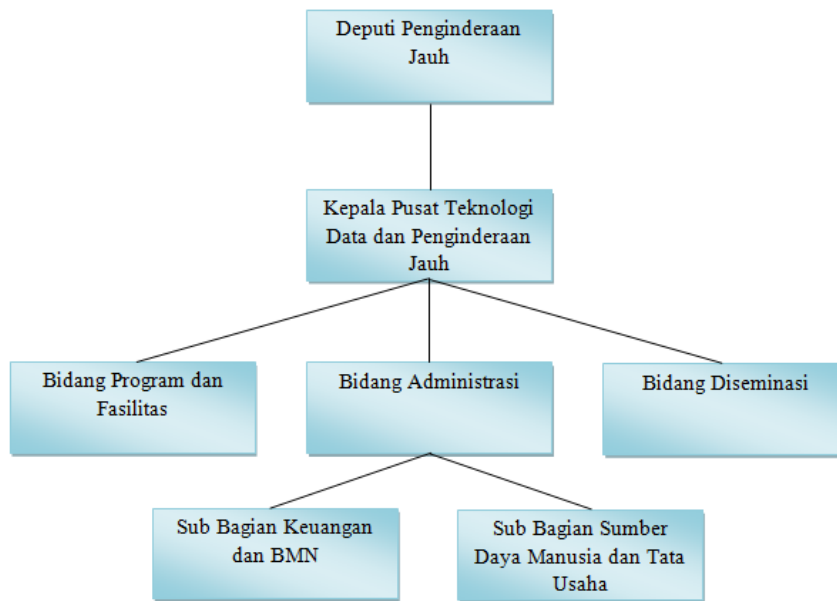 Deputi Penginderaan
Jauh
Kepala Pusat Teknologi
Data dan Penginderaan
Jauh
Bidang Program dan
Fasilitas
Bidang Administrasi
Bidang Diseminasi
Sub Bagian Keuangan
dan BMN
Sub Bagian Sumber
Daya Manusia dan Tata
Usaha